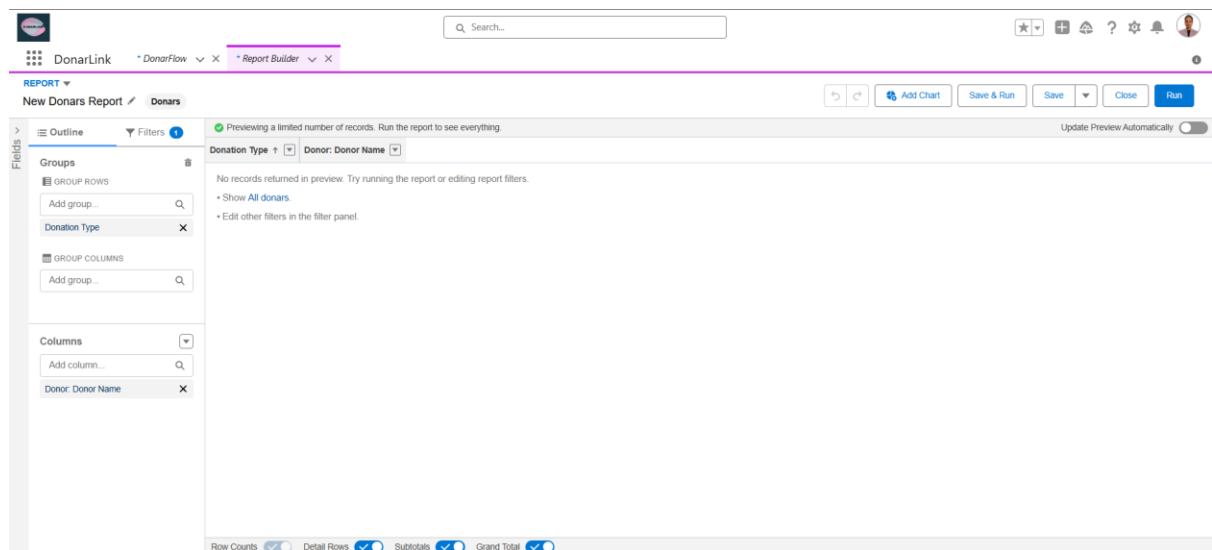 Search...
DonarLink
* DonarFlow
* Report Builder
REPORT
New Donars Report
Donars
Add Chart
Save & Run
Save
Close
Run
Fields
Outline
Filters 1
Previewing a limited number of records. Run the report to see everything.
Update Preview Automatically
Groups
GROUP ROWS
Add group...
Donation Type
GROUP COLUMNS
Add group...
Columns
Add column...
Donor: Donor Name
Donation Type ↑
Donor: Donor Name
No records returned in preview. Try running the report or editing report filters.
• Show All donars.
• Edit other filters in the filter panel.
Row Counts
Detail Rows
Subtotals
Grand Total